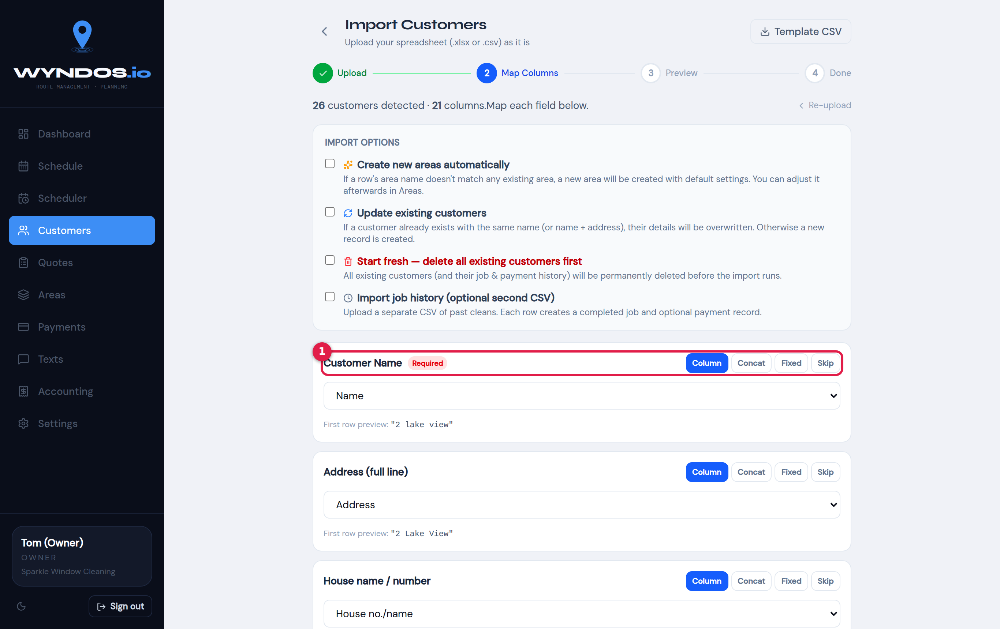 WYNDOS.io
ROUTE MANAGEMENT · PLANNING
Dashboard
Schedule
Scheduler
Customers
Quotes
Areas
Payments
Texts
Accounting
Settings
Tom (Owner)
OWNER
Sparkle Window Cleaning
Sign out
Import Customers
Upload your spreadsheet (.xlsx or .csv) as it is
Template CSV
Upload
2 Map Columns
3 Preview
4 Done
26 customers detected · 21 columns.Map each field below.
Re-upload
IMPORT OPTIONS
Create new areas automatically
If a row's area name doesn't match any existing area, a new area will be created with default settings. You can adjust it
afterwards in Areas.
Update existing customers
If a customer already exists with the same name (or name + address), their details will be overwritten. Otherwise a new
record is created.
Start fresh — delete all existing customers first
All existing customers (and their job & payment history) will be permanently deleted before the import runs.
Import job history (optional second CSV)
Upload a separate CSV of past cleans. Each row creates a completed job and optional payment record.
1
Customer Name Required Column Concat Fixed Skip
Name
First row preview: "2 lake view"
Address (full line) Column Concat Fixed Skip
Address
First row preview: "2 Lake View"
House name / number Column Concat Fixed Skip
House no./name